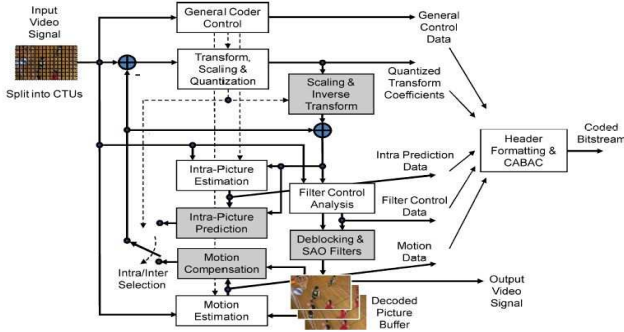 Input
Video
Signal
Split into CTUs
General Coder
Control
General
Control
Data
Transform,
Scaling &
Quantization
-
Scaling &
Inverse
Transform
Quantized
Transform
Coefficients
Header
Formatting &
CABAC
Coded
Bitstream
Intra-Picture
Estimation
Intra Prediction
Data
Filter Control
Analysis
Filter Control
Data
Intra-Picture
Prediction
Deblocking &
SAO Filters
Motion
Data
Motion
Compensation
Intra/Inter
Selection
Motion
Estimation
Decoded
Picture
Buffer
Output
Video
Signal